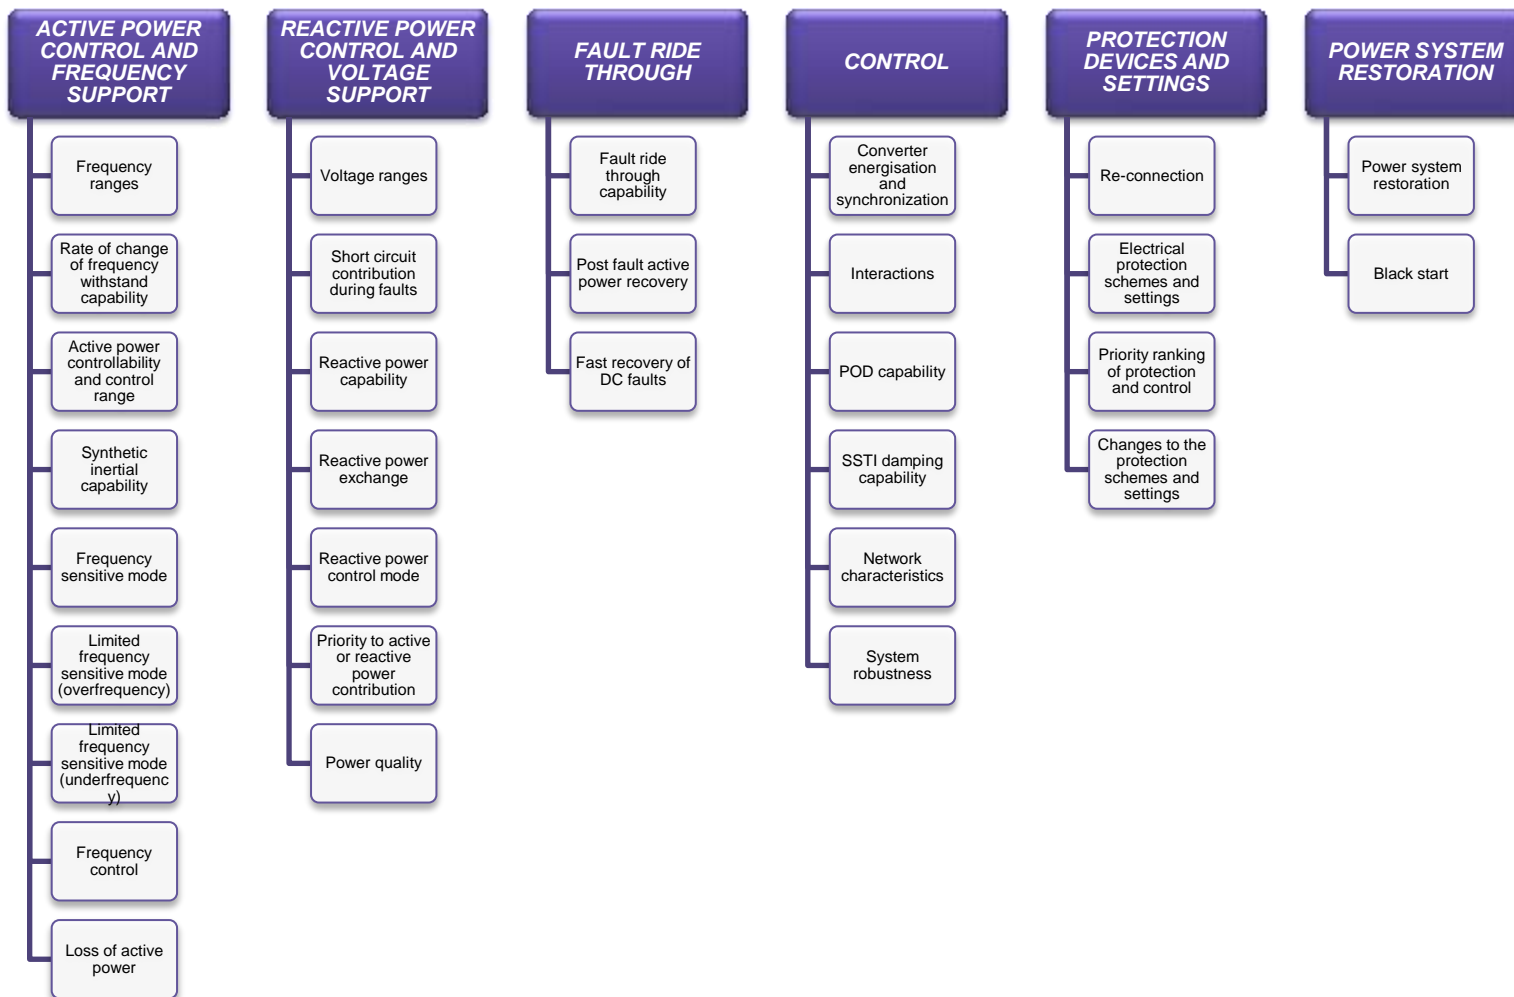 ACTIVE POWER
CONTROL AND
FREQUENCY
SUPPORT
Frequency
ranges
Rate of change
of frequency
withstand
capability
Active power
controllability
and control
range
Synthetic
inertial
capability
Frequency
sensitive mode
Limited
frequency
sensitive mode
(overfrequency)
Limited
frequency
sensitive mode
(underfrequenc
y)
Frequency
control
Loss of active
power
REACTIVE POWER
CONTROL AND
VOLTAGE
SUPPORT
Voltage ranges
Short circuit
contribution
during faults
Reactive power
capability
Reactive power
exchange
Reactive power
control mode
Priority to active
or reactive
power
contribution
Power quality
FAULT RIDE
THROUGH
Fault ride
through
capability
Post fault active
power recovery
Fast recovery of
DC faults
CONTROL
Converter
energisation
and
synchronization
Interactions
POD capability
SSTI damping
capability
Network
characteristics
System
robustness
PROTECTION
DEVICES AND
SETTINGS
Re-connection
Electrical
protection
schemes and
settings
Priority ranking
of protection
and control
Changes to the
protection
schemes and
settings
POWER SYSTEM
RESTORATION
Power system
restoration
Black start